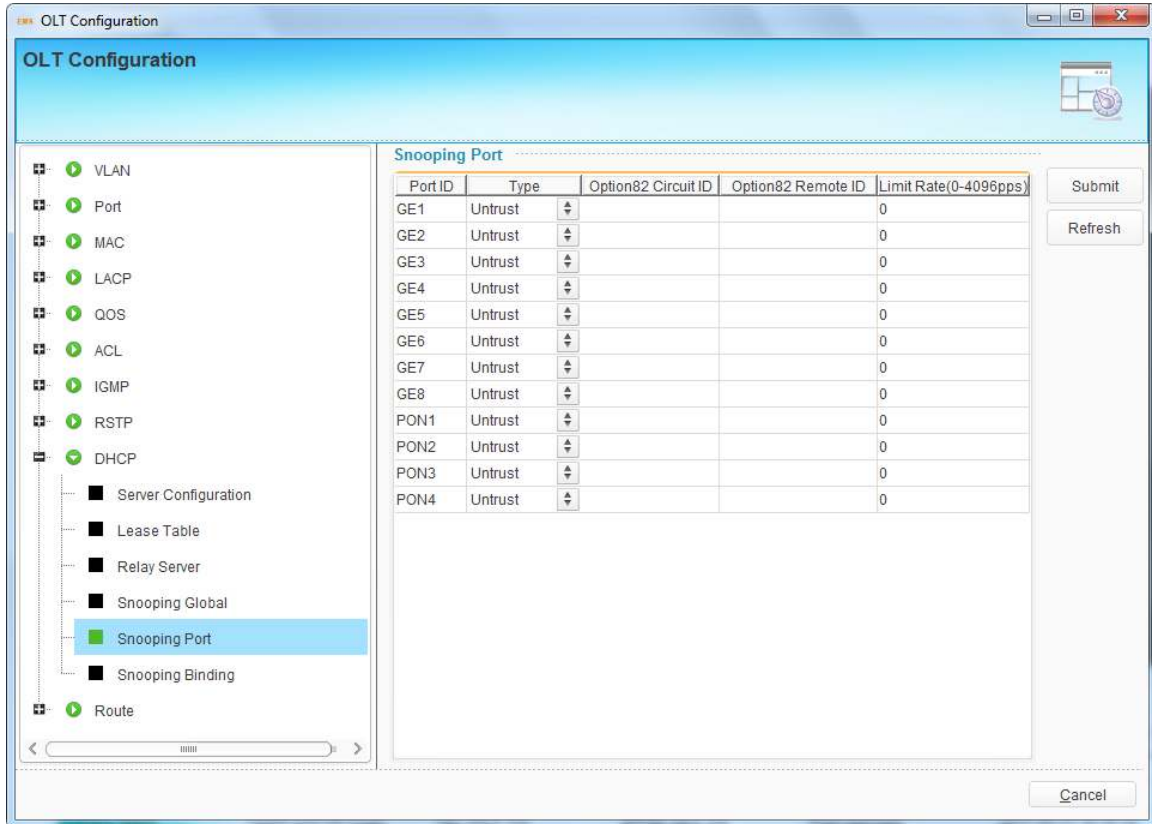 EMS OLT Configuration
OLT Configuration
VLAN
Port
MAC
LACP
QOS
ACL
IGMP
RSTP
DHCP
Server Configuration
Lease Table
Relay Server
Snooping Global
Snooping Port
Snooping Binding
Route
Snooping Port
Port ID Type Option82 Circuit ID Option82 Remote ID Limit Rate(0-4096pps)
GE1 Untrust 0
GE2 Untrust 0
GE3 Untrust 0
GE4 Untrust 0
GE5 Untrust 0
GE6 Untrust 0
GE7 Untrust 0
GE8 Untrust 0
PON1 Untrust 0
PON2 Untrust 0
PON3 Untrust 0
PON4 Untrust 0
Submit
Refresh
Cancel